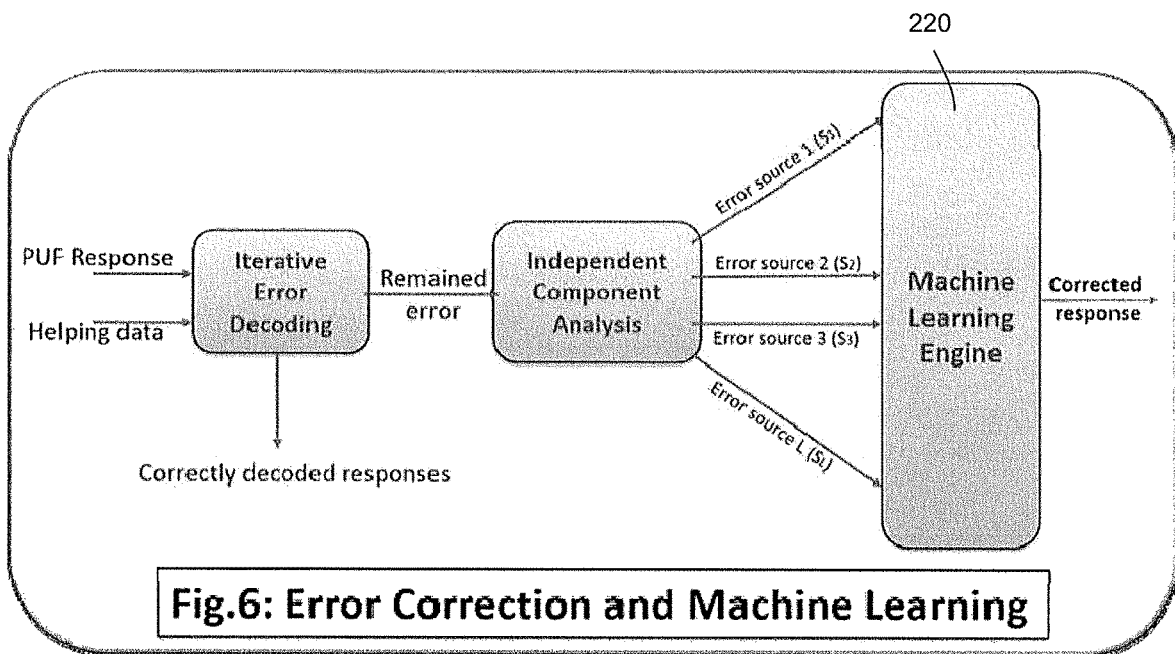 220
PUF Response
Helping data
Iterative
Error
Decoding
Remained
error
Correctly decoded responses
Independent
Component
Analysis
Error source 1 (S₁)
Error source 2 (S₂)
Error source 3 (S₃)
Error source L (Sʟ)
Machine
Learning
Engine
Corrected
response
Fig.6: Error Correction and Machine Learning